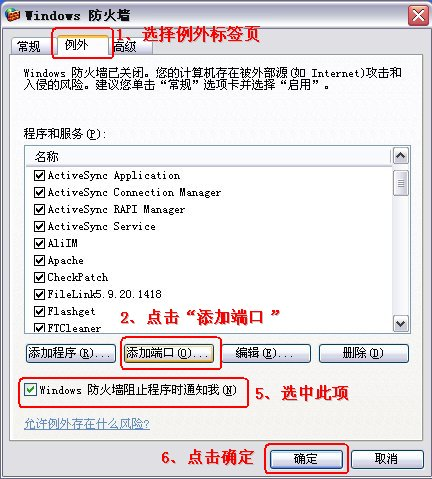 Windows 防火墙
常规 例外 高级 1、选择例外标签页
Windows 防火墙已关闭。您的计算机存在被外部源(如 Internet)攻击和
入侵的风险。建议您单击“常规”选项卡并选择“启用”。
程序和服务(P):
名称
ActiveSync Application
ActiveSync Connection Manager
ActiveSync RAPI Manager
ActiveSync Service
AliIM
Apache
CheckPatch
FileLink5.9.20.1418
Flashget
FTCleaner
2、点击“添加端口 ”
添加程序(R)... 添加端口(O)... 编辑(E)... 删除(D)
Windows 防火墙阻止程序时通知我(N)
5、选中此项
允许例外存在什么风险?
6、点击确定 确定 取消